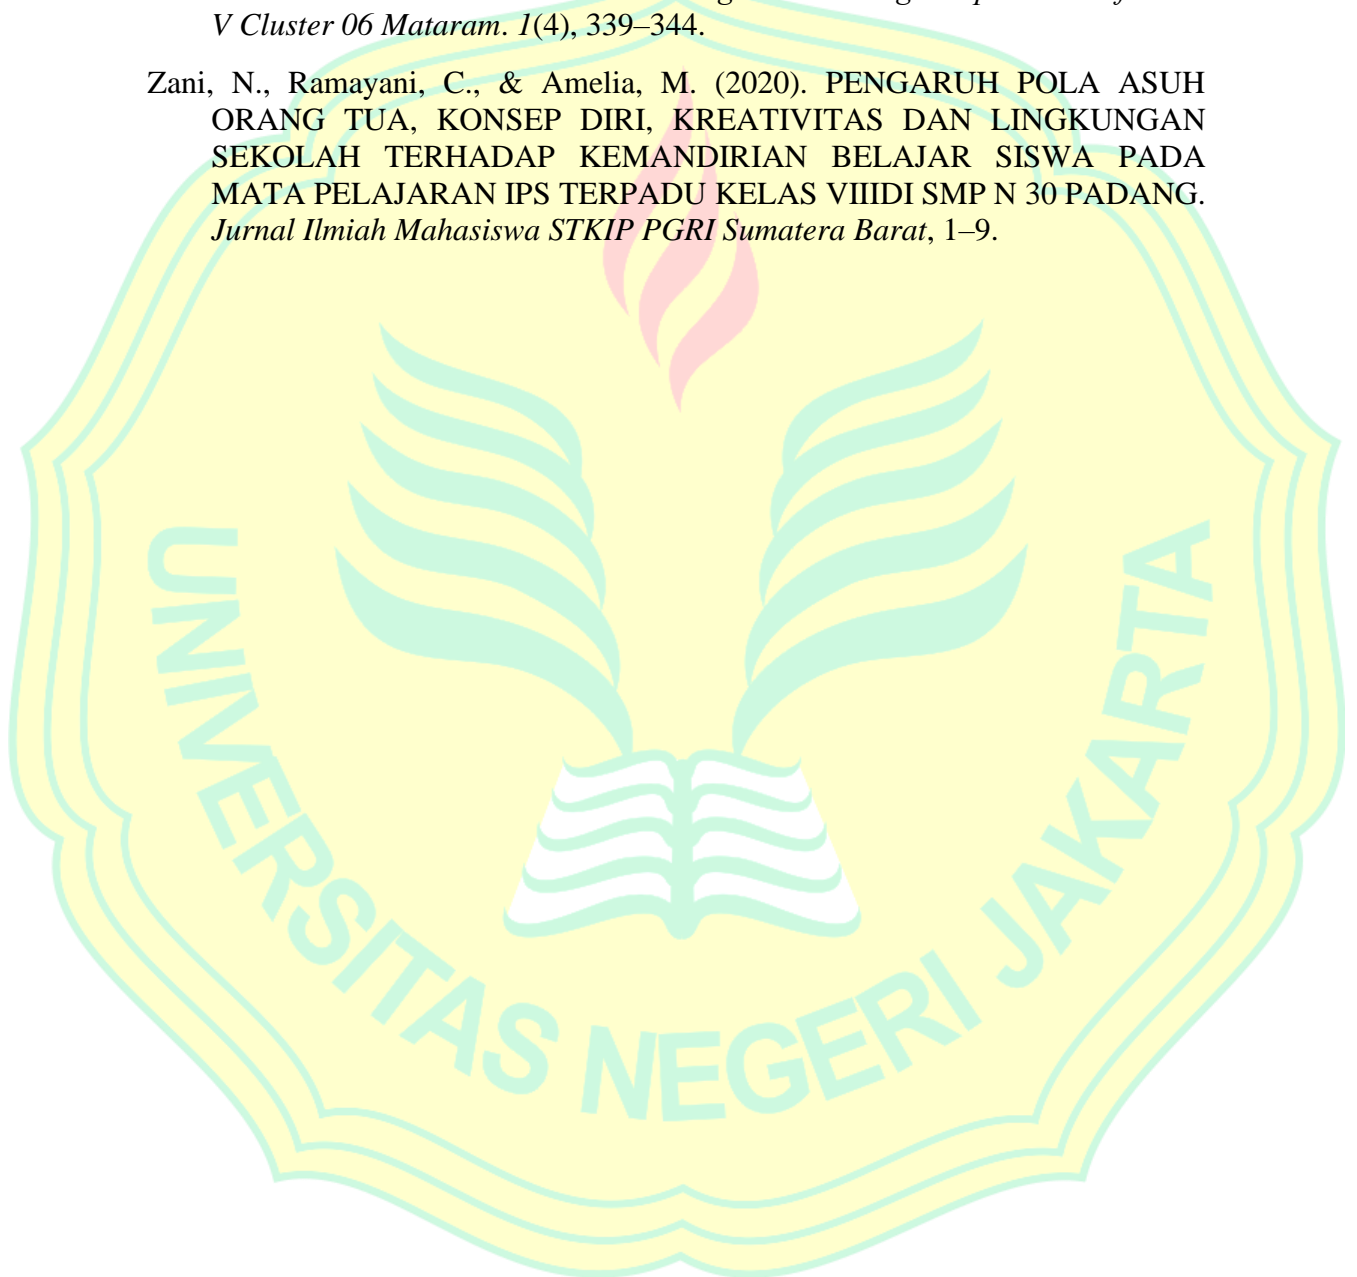 V Cluster 06 Mataram. 1(4), 339–344.
Zani, N., Ramayani, C., & Amelia, M. (2020). PENGARUH POLA ASUH
ORANG TUA, KONSEP DIRI, KREATIVITAS DAN LINGKUNGAN
SEKOLAH TERHADAP KEMANDIRIAN BELAJAR SISWA PADA
MATA PELAJARAN IPS TERPADU KELAS VIIIDI SMP N 30 PADANG.
Jurnal Ilmiah Mahasiswa STKIP PGRI Sumatera Barat, 1–9.
UNIVERSITAS NEGERI JAKARTA